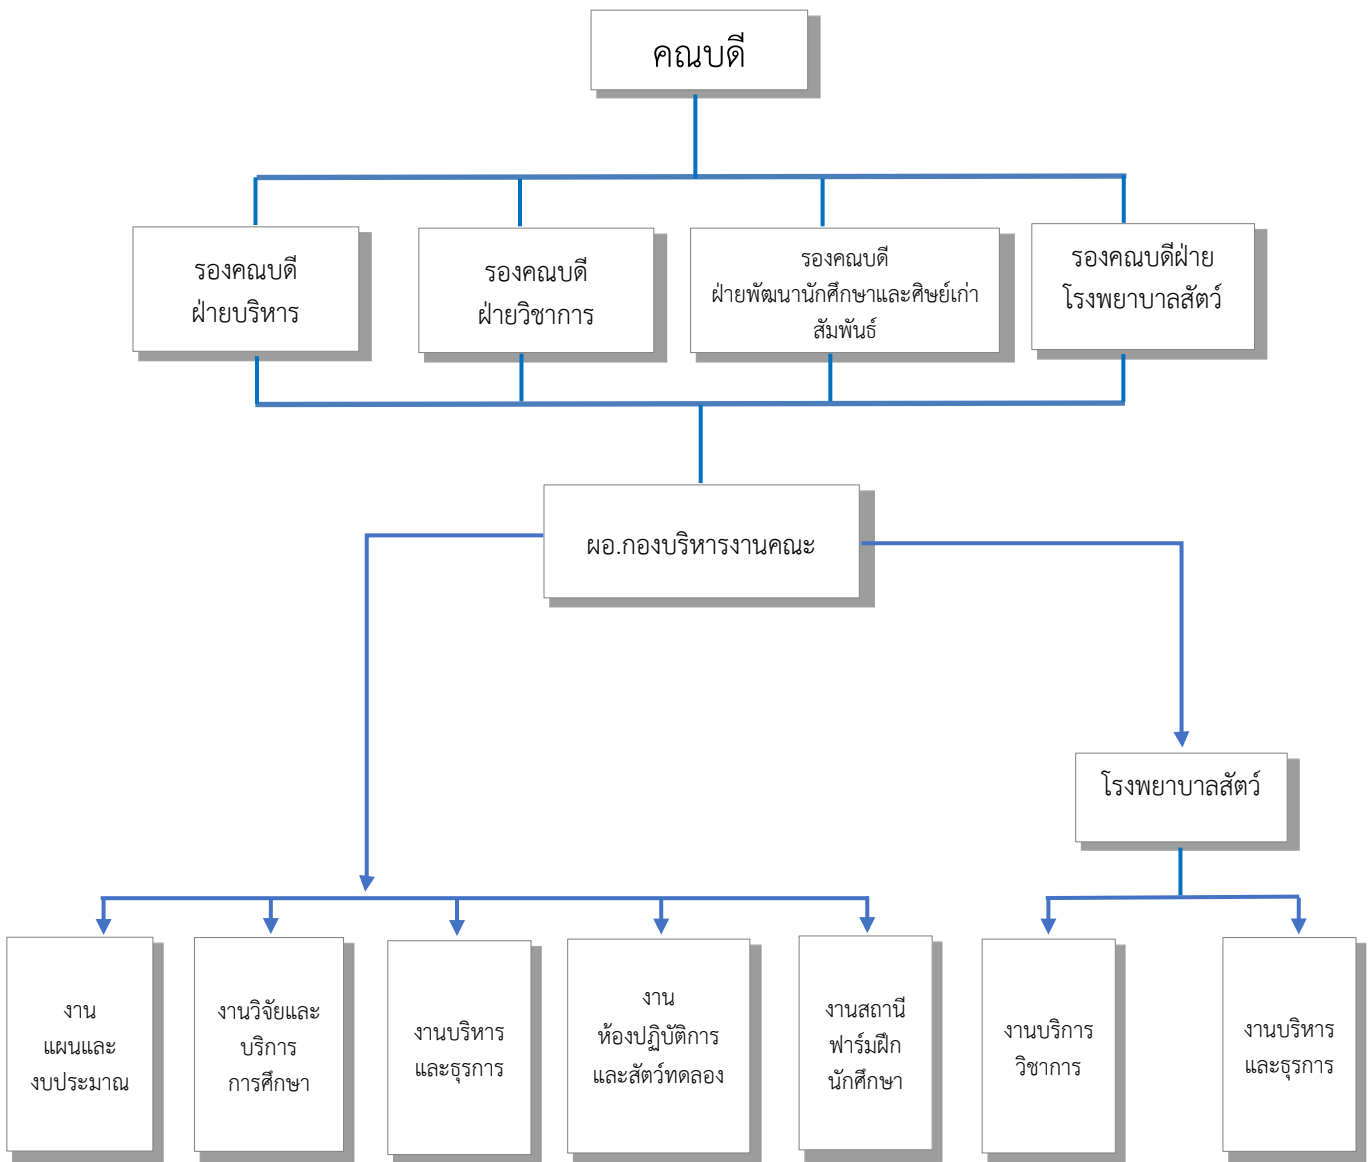 คณบดี
รองคณบดี
ฝ่ายบริหาร
รองคณบดี
ฝ่ายวิชาการ
รองคณบดี
ฝ่ายพัฒนานักศึกษาและศิษย์เก่า
สัมพันธ์
รองคณบดีฝ่าย
โรงพยาบาลสัตว์
ผอ.กองบริหารงานคณะ
โรงพยาบาลสัตว์
งาน
แผนและ
งบประมาณ
งานวิจัยและ
บริการ
การศึกษา
งานบริหาร
และธุรการ
งาน
ห้องปฏิบัติการ
และสัตว์ทดลอง
งานสถานี
ฟาร์มฝึก
นักศึกษา
งานบริการ
วิชาการ
งานบริหาร
และธุรการ